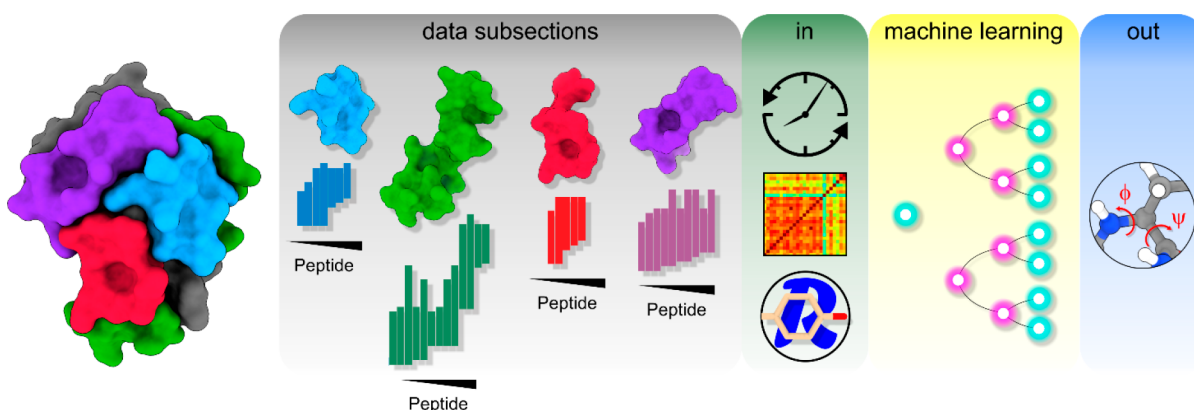 data subsections
in
machine learning
out
Peptide
Peptide
Peptide
Peptide
ϕ
ψ